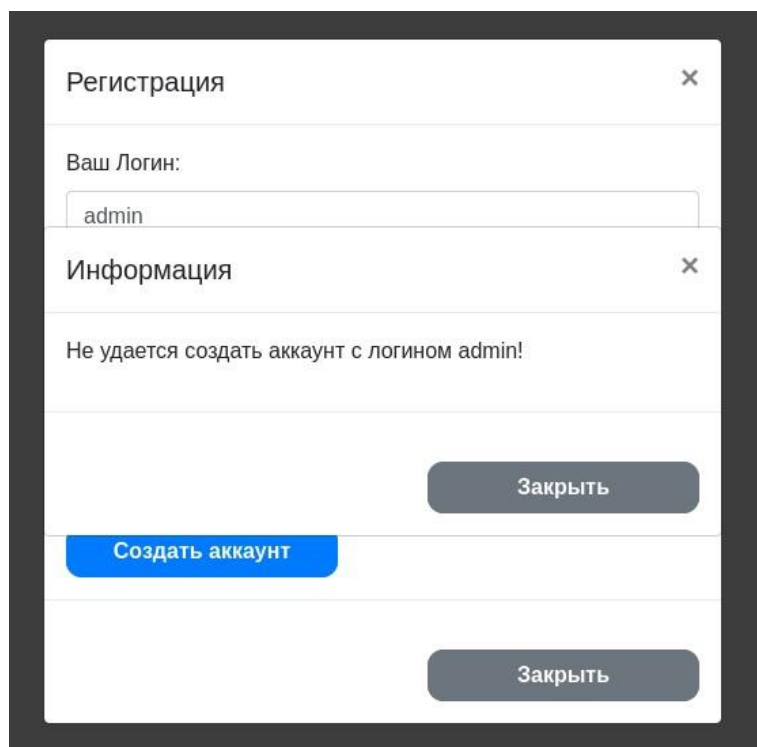 Регистрация ×
Ваш Логин:
admin
Информация ×
Не удается создать аккаунт с логином admin!
Закрыть
Создать аккаунт
Закрыть